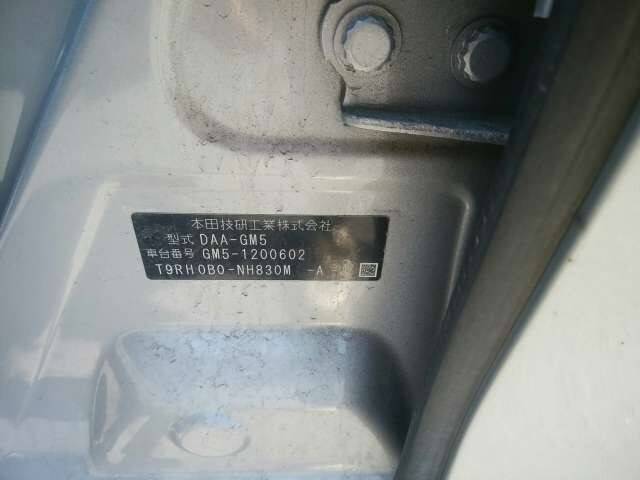 本田技研工業株式会社
型式 DAA-GM5
車台番号 GM5-1200602
T9RH0B0-NH830M -A